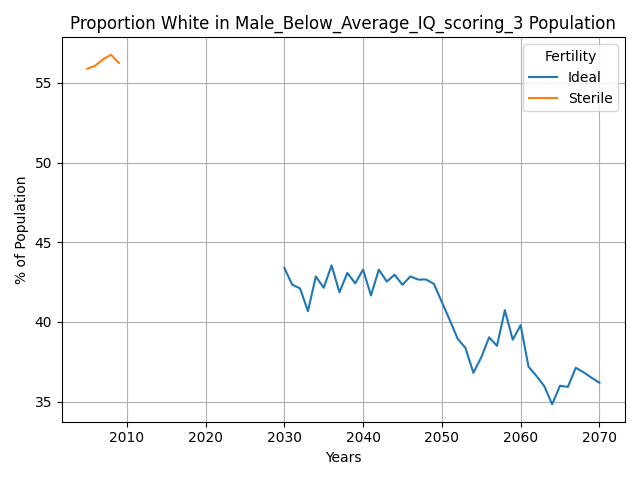 Proportion White in Male_Below_Average_IQ_scoring_3 Population
Fertility
Ideal
Sterile
% of Population
55
50
45
40
35
2010
2020
2030
2040
2050
2060
2070
Years